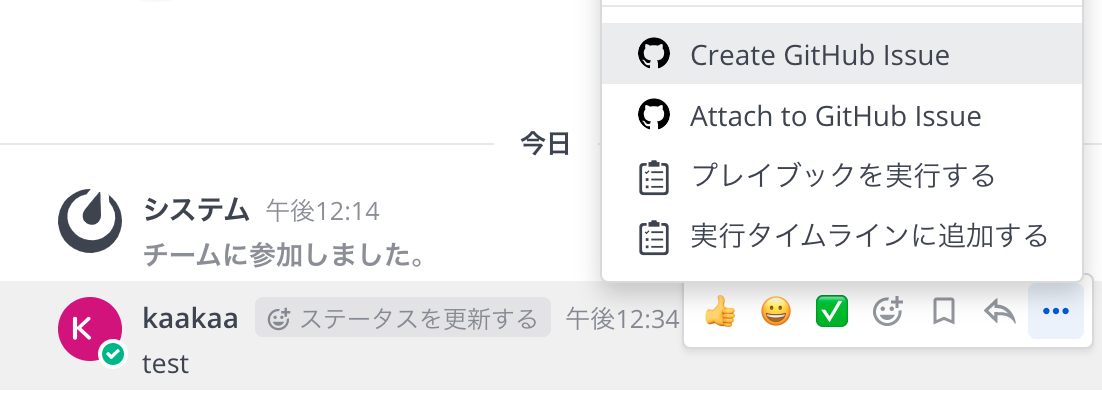 Create GitHub Issue
Attach to GitHub Issue
プレイブックを実行する
実行タイムラインに追加する
今日
システム 午後12:14
チームに参加しました。
K
kaakaa ステータスを更新する 午後12:34
test